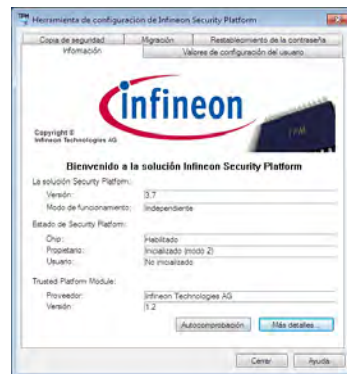 Herramienta de configuración de Infineon Security Platform
Copia de seguridad
Migración
Restablecimiento de la contraseña
Información
Valores de configuración del usuario
infineon
TPM
Copyright ©
Infineon Technologies AG
Bienvenido a la solución Infineon Security Platform
La solución Security Platform:
Versión: 3.7
Modo de funcionamiento: Independiente
Estado de Security Platform:
Chip: Habilitado
Propietario: Inicializado (modo 2)
Usuario: No inicializado
Trusted Platform Module:
Proveedor: Infineon Technologies AG
Versión: 1.2
Autocomprobación
Más detalles...
Cerrar
Ayuda